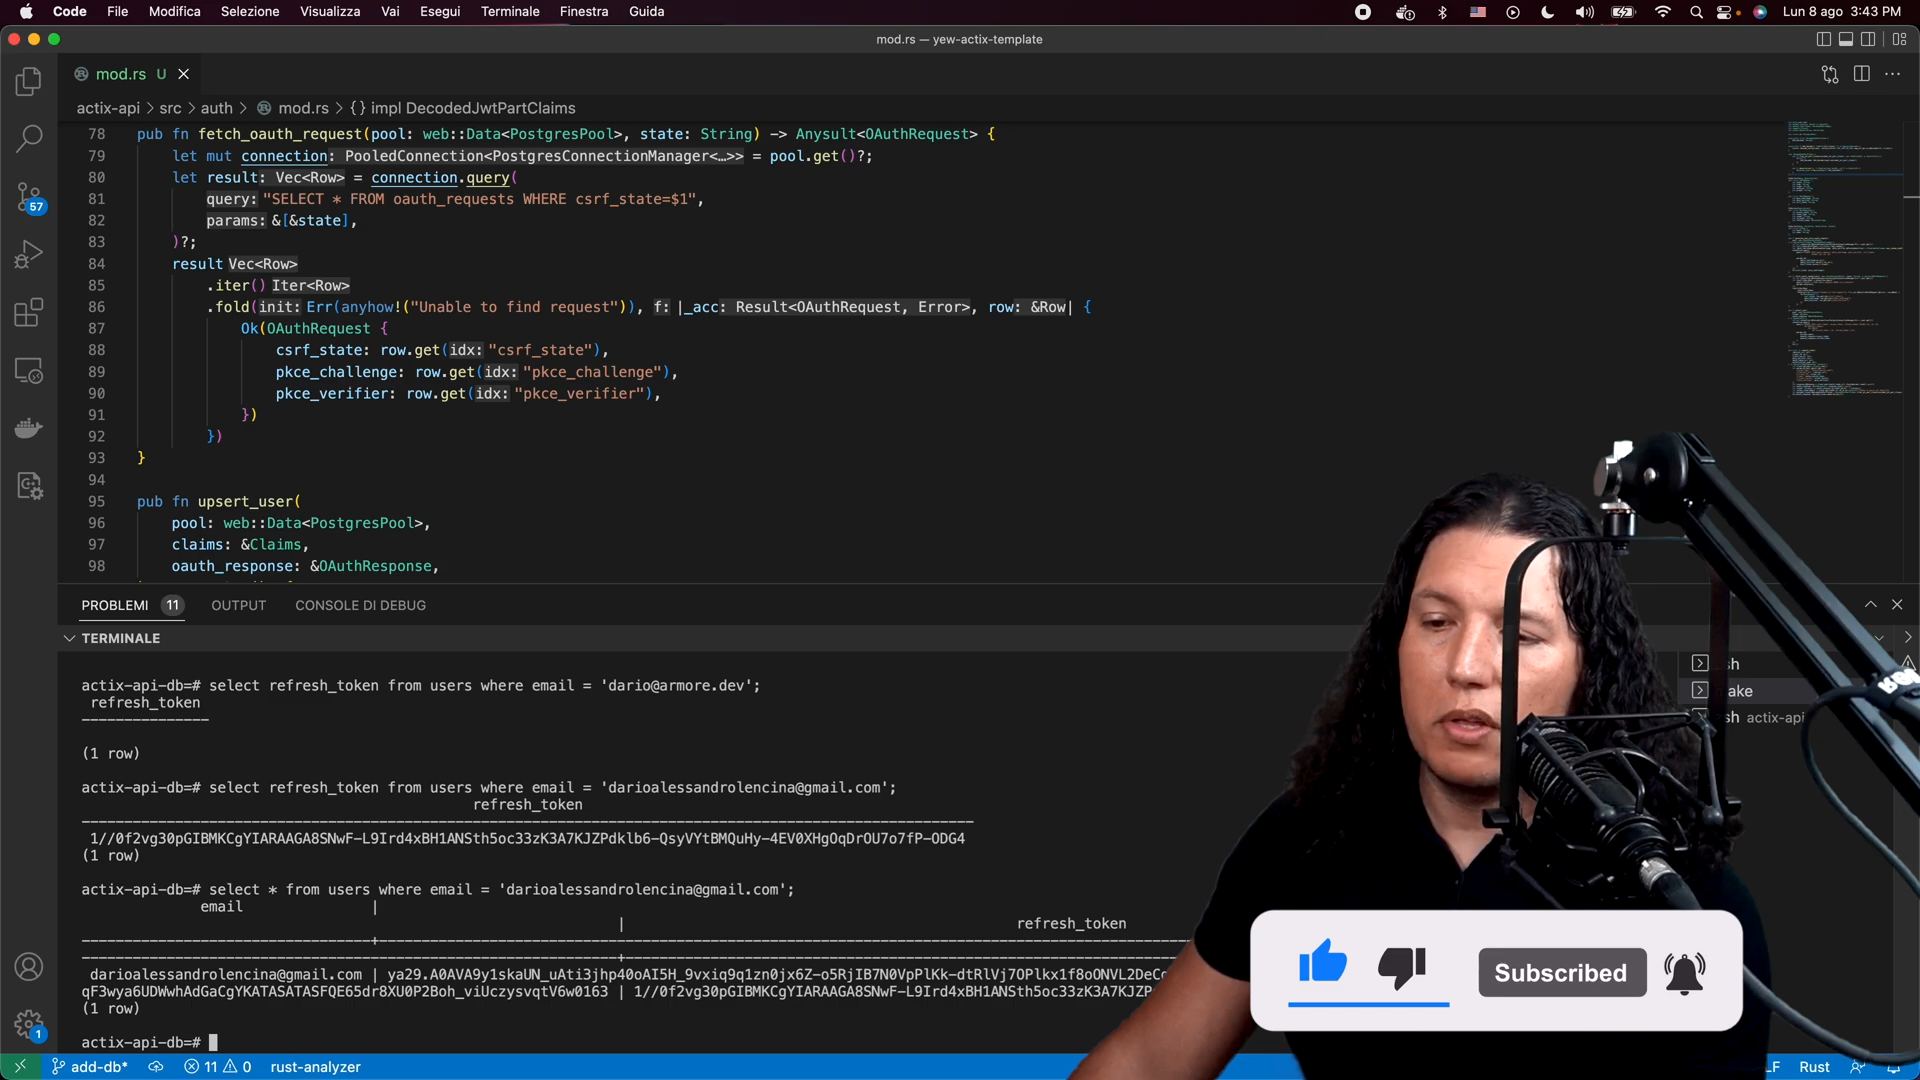 Code File Modifica Selezione Visualizza Vai Esegui Terminale Finestra Guida Lun 8 ago 3:43 PM
mod.rs — yew-actix-template
mod.rs U
actix-api > src > auth > mod.rs > {} impl DecodedJwtPartClaims
78 pub fn fetch_oauth_request(pool: web::Data<PostgresPool>, state: String) -> Anysult<OAuthRequest> {
79 let mut connection: PooledConnection<PostgresConnectionManager<…>> = pool.get()?;
80 let result: Vec<Row> = connection.query(
81 query: "SELECT * FROM oauth_requests WHERE csrf_state=$1",
82 params: &[&state],
83 )?;
84 result Vec<Row>
85 .iter() Iter<Row>
86 .fold(init: Err(anyhow!("Unable to find request")), f: |_acc: Result<OAuthRequest, Error>, row: &Row| {
87 Ok(OAuthRequest {
88 csrf_state: row.get(idx: "csrf_state"),
89 pkce_challenge: row.get(idx: "pkce_challenge"),
90 pkce_verifier: row.get(idx: "pkce_verifier"),
91 })
92 })
93 }
94
95 pub fn upsert_user(
96 pool: web::Data<PostgresPool>,
97 claims: &Claims,
98 oauth_response: &OAuthResponse,
57
PROBLEMI 11 OUTPUT CONSOLE DI DEBUG
TERMINALE
actix-api-db=# select refresh_token from users where email = 'dario@armore.dev';
refresh_token
---------------
(1 row)
actix-api-db=# select refresh_token from users where email = 'darioalessandrolencina@gmail.com';
refresh_token
1//0f2vg30pGIBMKCgYIARAAGA8SNwF-L9Ird4xBH1ANSth5oc33zK3A7KJZPdklb6-QsyVYtBMQuHy-4EV0XHgOqDrOU7o7fP-ODG4
(1 row)
actix-api-db=# select * from users where email = 'darioalessandrolencina@gmail.com';
email |
| refresh_token
darioalessandrolencina@gmail.com | ya29.A0AVA9y1skaUN_uAti3jhp40oAI5H_9vxiq9q1zn0jx6Z-o5RjIB7N0VpPlKk-dtRlVj7OPlkx1f8oONVL2DeC
qF3wya6UDWwhAdGaCgYKATASATASFQE65dr8XU0P2Boh_viUczysvqtV6w0163 | 1//0f2vg30pGIBMKCgYIARAAGA8SNwF-L9Ird4xBH1ANSth5oc33zK3A7KJZP
(1 row)
actix-api-db=#
sh
ake
sh actix-api
Subscribed
1
add-db* 11 0 rust-analyzer LF Rust